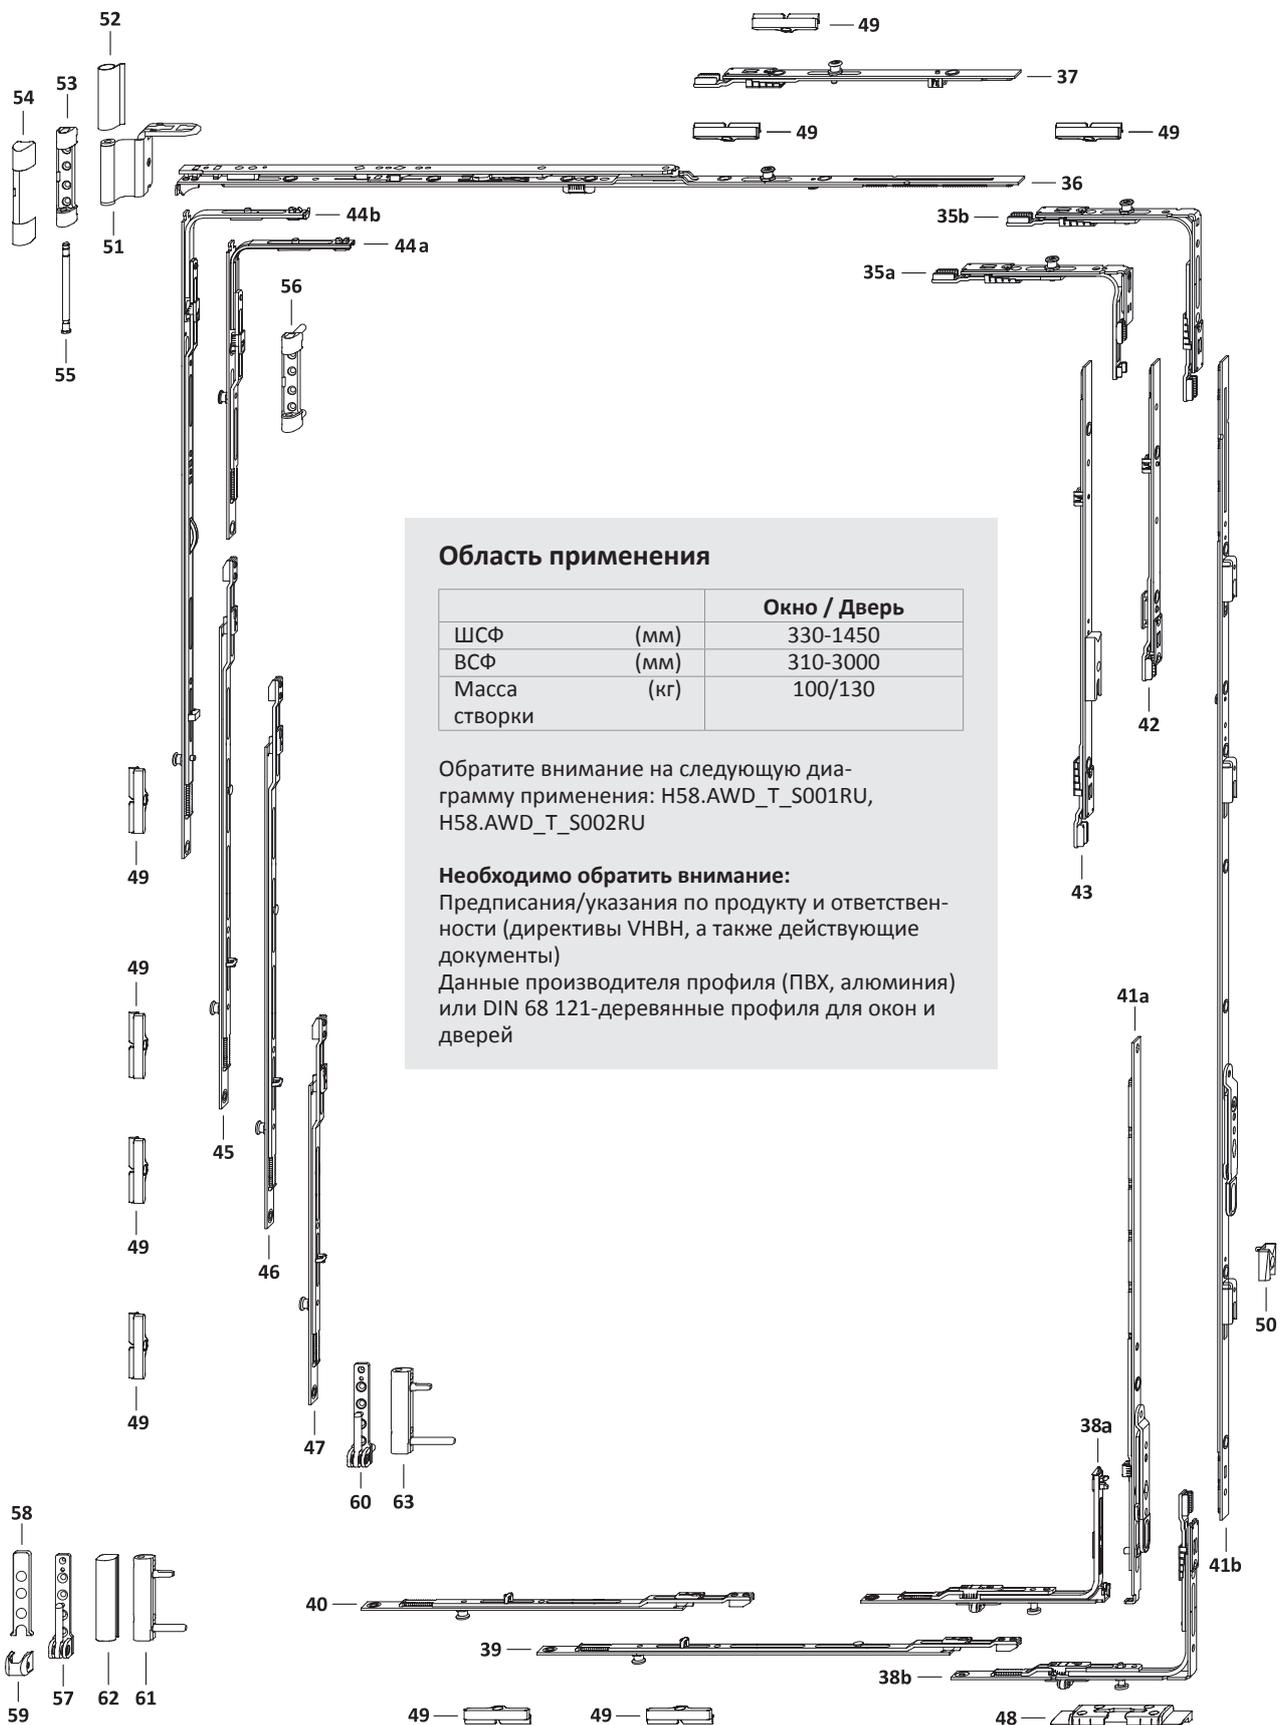 52
49
53
37
54
49
49
36
44b
35b
51
44a
35a
56
55
Область применения
Окно / Дверь
ШСФ (мм) 330-1450
ВСФ (мм) 310-3000
Масса (кг) 100/130
створки
42
Обратите внимание на следующую диа-
грамму применения: H58.AWD_T_S001RU,
H58.AWD_T_S002RU
49
43
Необходимо обратить внимание:
Предписания/указания по продукту и ответствен-
ности (директивы VHBH, а также действующие
документы)
Данные производителя профиля (ПВХ, алюминия)
или DIN 68 121-деревянные профиля для окон и
дверей
49
41a
45
49
46
50
49
47
38a
60
63
58
41b
40
39
38b
59
57
62
61
49
49
48